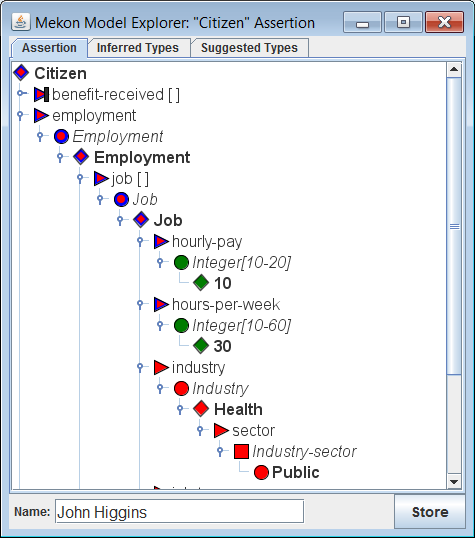 Mekon Model Explorer: "Citizen" Assertion
Assertion Inferred Types Suggested Types
Citizen
benefit-received [ ]
employment
Employment
Employment
job [ ]
Job
Job
hourly-pay
Integer[10-20]
10
hours-per-week
Integer[10-60]
30
industry
Industry
Health
sector
Industry-sector
Public
Name: John Higgins Store